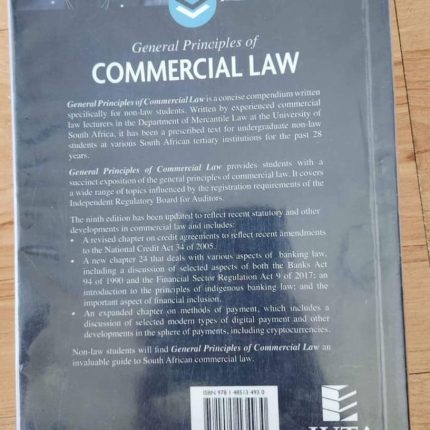 General Principles of
COMMERCIAL LAW
General Principles of Commercial Law is a concise compendium written
specifically for non-law students. Written by experienced commercial
law lecturers in the Department of Mercantile Law at the University of
South Africa, it has been a prescribed text for undergraduate non-law
students at various South African tertiary institutions for the past 28
years.
General Principles of Commercial Law provides students with a
succinct exposition of the general principles of commercial law. It covers
a wide range of topics influenced by the registration requirements of the
Independent Regulatory Board for Auditors.
The ninth edition has been updated to reflect recent statutory and other
developments in commercial law and includes:
• A revised chapter on credit agreements to reflect recent amendments
to the National Credit Act 34 of 2005.
• A new chapter 24 that deals with various aspects of banking law,
including a discussion of selected aspects of both the Banks Act
94 of 1990 and the Financial Sector Regulation Act 9 of 2017; an
introduction to the principles of indigenous banking law; and the
important aspect of financial inclusion.
• An expanded chapter on methods of payment, which includes a
discussion of selected modern types of digital payment and other
developments in the sphere of payments, including cryptocurrencies.
Non-law students will find General Principles of Commercial Law an
invaluable guide to South African commercial law.
ISBN 978 1 48513 493 0
JUTA